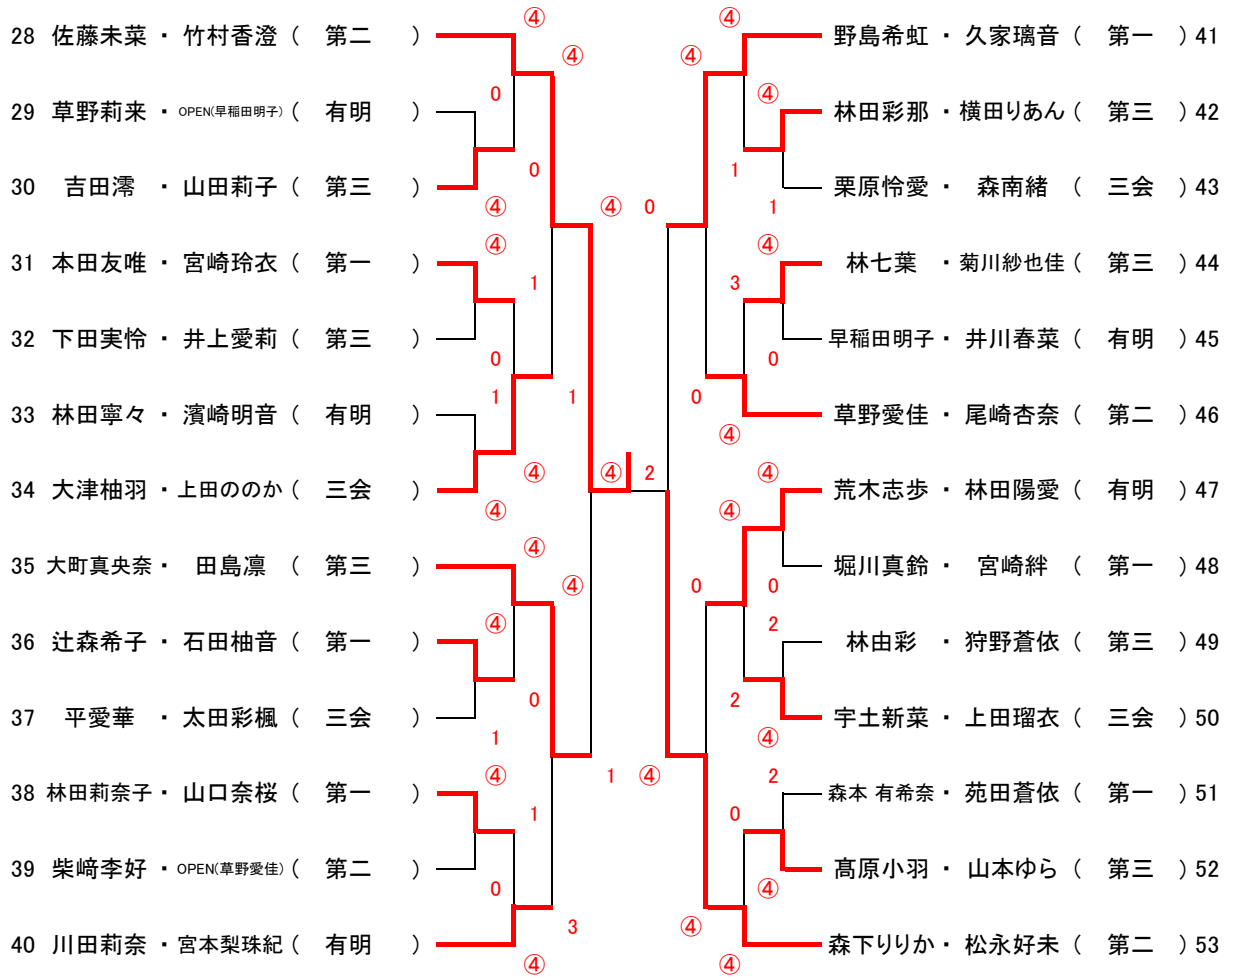 ④ ④
28 佐藤未菜 ・ 竹村香澄 ( 第二 ) 野島希虹 ・ 久家璃音 ( 第一 ) 41
④ ④
0 ④
29 草野莉来 ・ OPEN(早稲田明子) ( 有明 ) 林田彩那 ・ 横田りあん ( 第三 ) 42
0 1
30 吉田澪 ・ 山田莉子 ( 第三 ) 栗原怜愛 ・ 森南緒 ( 三会 ) 43
④ ④ 0 1
④ ④
31 本田友唯 ・ 宮崎玲衣 ( 第一 ) 林七葉 ・ 菊川紗也佳 ( 第三 ) 44
1 3
32 下田実怜 ・ 井上愛莉 ( 第三 ) 早稲田明子 ・ 井川春菜 ( 有明 ) 45
0 0
1 1 0
33 林田寧々 ・ 濱崎明音 ( 有明 ) 草野愛佳 ・ 尾崎杏奈 ( 第二 ) 46
④
④ ④ 2 ④
34 大津柚羽 ・ 上田ののか ( 三会 ) 荒木志歩 ・ 林田陽愛 ( 有明 ) 47
④ ④
④
35 大町真央奈 ・ 田島凛 ( 第三 ) 堀川真鈴 ・ 宮崎絆 ( 第一 ) 48
④ 0 0
④ 2
36 辻森希子 ・ 石田柚音 ( 第一 ) 林由彩 ・ 狩野蒼依 ( 第三 ) 49
0 2
37 平愛華 ・ 太田彩楓 ( 三会 ) 宇土新菜 ・ 上田瑠衣 ( 三会 ) 50
1 ④
④ 1 ④ 2
38 林田莉奈子 ・ 山口奈桜 ( 第一 ) 森本 有希奈 ・ 苑田蒼依 ( 第一 ) 51
1 0
39 柴﨑李好 ・ OPEN(草野愛佳) ( 第二 ) 髙原小羽 ・ 山本ゆら ( 第三 ) 52
0 ④
3 ④
40 川田莉奈 ・ 宮本梨珠紀 ( 有明 ) 森下りりか ・ 松永好未 ( 第二 ) 53
④ ④